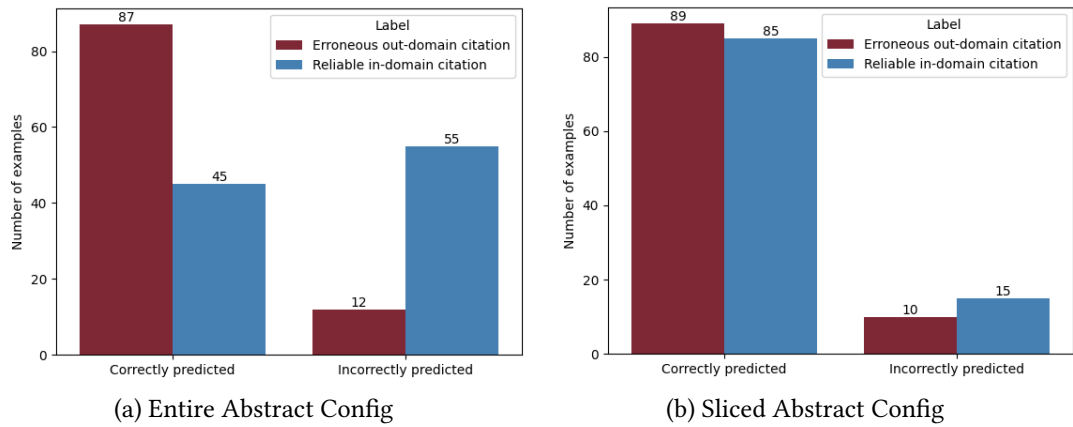 87
45
12
55
Label
Erroneous out-domain citation
Reliable in-domain citation
80
60
40
20
0
Number of examples
Correctly predicted
Incorrectly predicted
(a) Entire Abstract Config
89
85
10
15
Label
Erroneous out-domain citation
Reliable in-domain citation
80
60
40
20
0
Number of examples
Correctly predicted
Incorrectly predicted
(b) Sliced Abstract Config